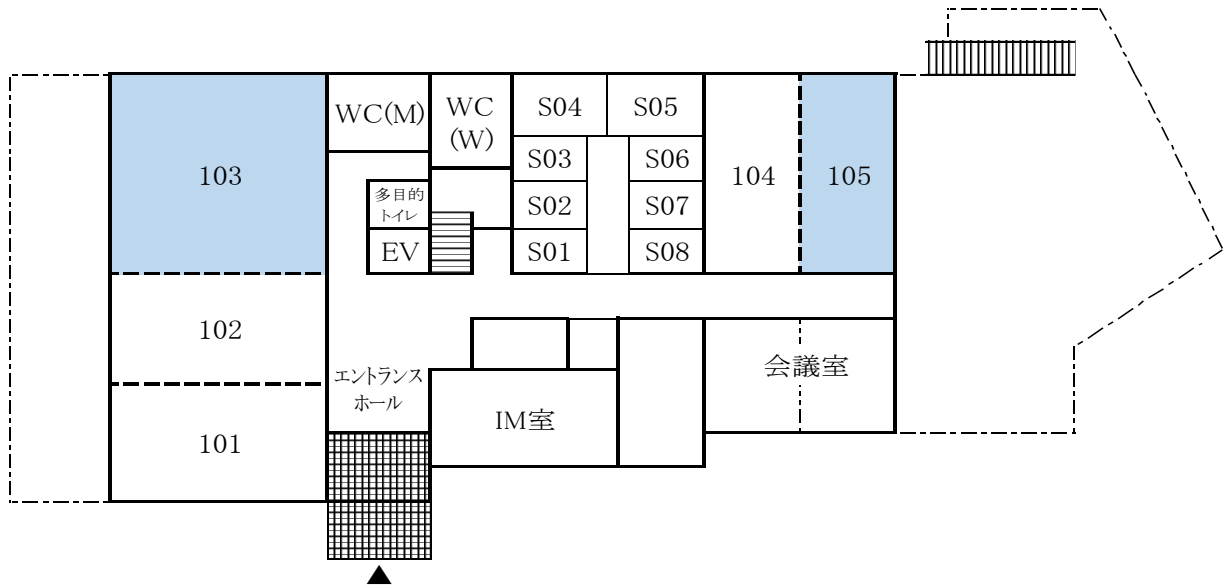 WC(M)
WC
(W)
S04
S05
S03
S06
103
多目的
トイレ
S02
S07
104
105
EV
S01
S08
102
エントランス
ホール
会議室
101
IM室